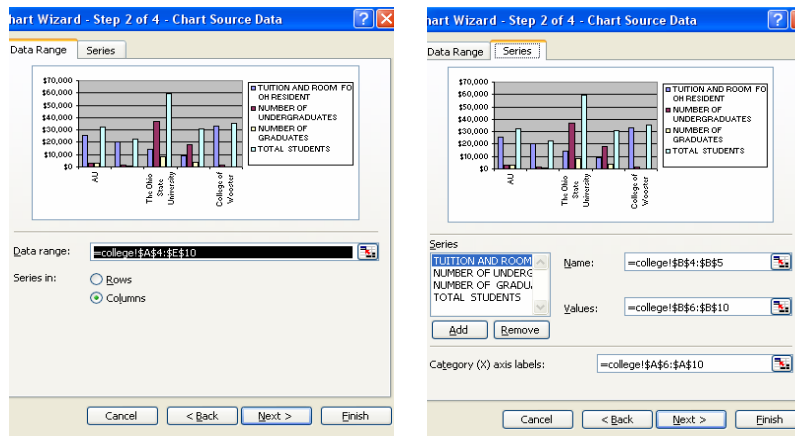 hart Wizard - Step 2 of 4 - Chart Source Data
Data Range
Series
$70,000
$60,000
$50,000
$40,000
$30,000
$20,000
$10,000
$0
AU
The Ohio
State
University
College of
Wooster
TUITION AND ROOM FO
OH RESIDENT
NUMBER OF
UNDERGRADUATES
NUMBER OF
GRADUATES
TOTAL STUDENTS
Data range:
=college!$A$4:$E$10
Series in:
Rows
Columns
Cancel
< Back
Next >
Finish
hart Wizard - Step 2 of 4 - Chart Source Data
Data Range
Series
$70,000
$60,000
$50,000
$40,000
$30,000
$20,000
$10,000
$0
AU
The Ohio
State
University
College of
Wooster
TUITION AND ROOM FO
OH RESIDENT
NUMBER OF
UNDERGRADUATES
NUMBER OF
GRADUATES
TOTAL STUDENTS
Series
TUITION AND ROOM
NUMBER OF UNDERG
NUMBER OF GRADU
TOTAL STUDENTS
Add
Remove
Name:
=college!$B$4:$B$5
Values:
=college!$B$6:$B$10
Category (X) axis labels:
=college!$A$6:$A$10
Cancel
< Back
Next >
Finish